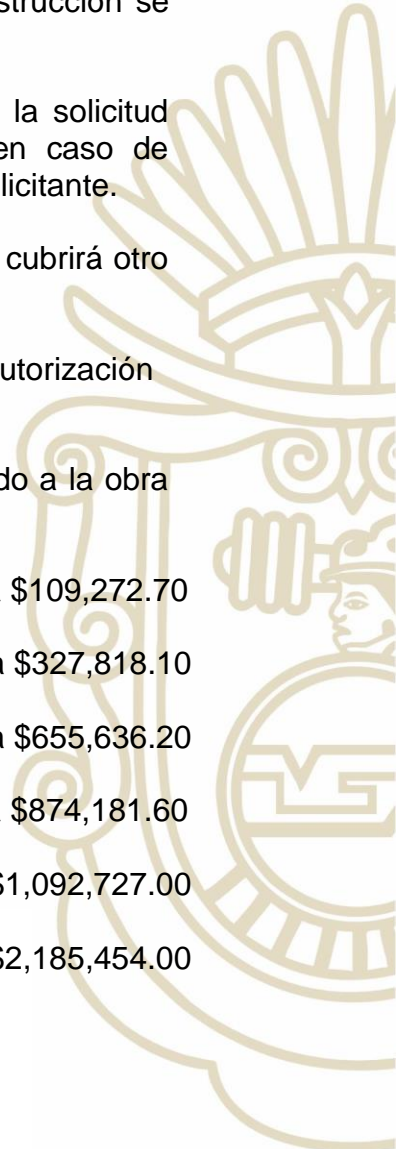 strucción se
la solicitud
en caso de
licitante.
cubrirá otro
utorización
do a la obra
$109,272.70
a $327,818.10
a $655,636.20
$874,181.60
$1,092,727.00
$2,185,454.00